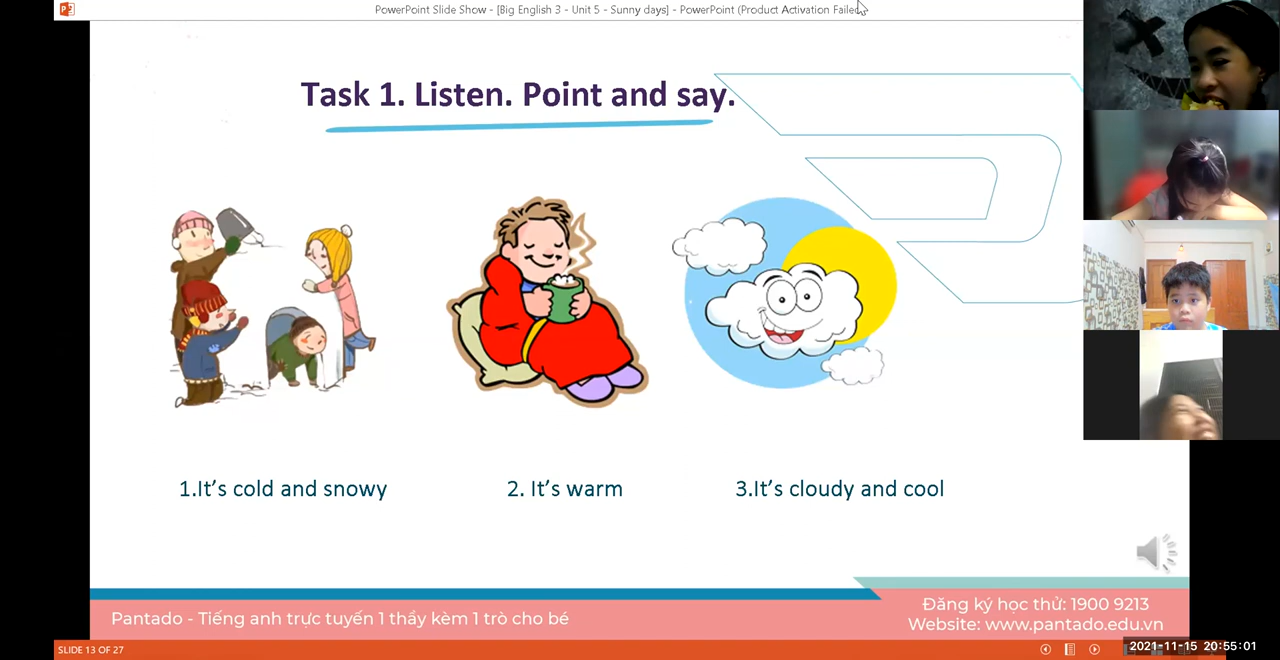 PowerPoint Slide Show - [Big English 3 - Unit 5 - Sunny days] - PowerPoint (Product Activation Failed)
Task 1. Listen. Point and say.
1.It's cold and snowy
2. It's warm
3.It's cloudy and cool
Pantado - Tiếng anh trực tuyến 1 thầy kèm 1 trò cho bé
Đăng ký học thử: 1900 9213
Website: www.pantado.edu.vn
SLIDE 13 OF 27
2021-11-15 20:55:01